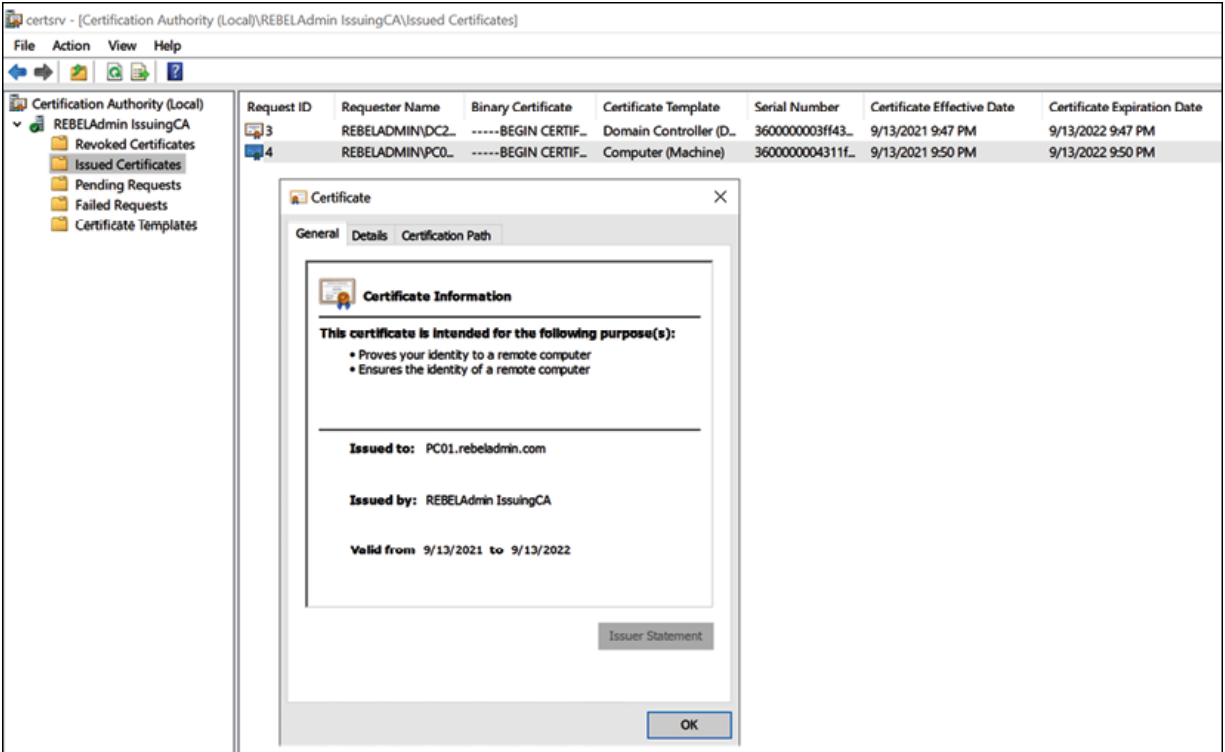 certsrv - [Certification Authority (Local)\REBELAdmin IssuingCA\Issued Certificates]
File Action View Help
Certification Authority (Local)
REBELAdmin IssuingCA
Revoked Certificates
Issued Certificates
Pending Requests
Failed Requests
Certificate Templates
Request ID Requester Name Binary Certificate Certificate Template Serial Number Certificate Effective Date Certificate Expiration Date
3 REBELADMIN\DC2... -----BEGIN CERTIF... Domain Controller (D... 3600000003ff43... 9/13/2021 9:47 PM 9/13/2022 9:47 PM
4 REBELADMIN\PC0... -----BEGIN CERTIF... Computer (Machine) 3600000004311f... 9/13/2021 9:50 PM 9/13/2022 9:50 PM
Certificate
General Details Certification Path
Certificate Information
This certificate is intended for the following purpose(s):
• Proves your identity to a remote computer
• Ensures the identity of a remote computer
Issued to: PC01.rebeladmin.com
Issued by: REBELAdmin IssuingCA
Valid from 9/13/2021 to 9/13/2022
Issuer Statement
OK